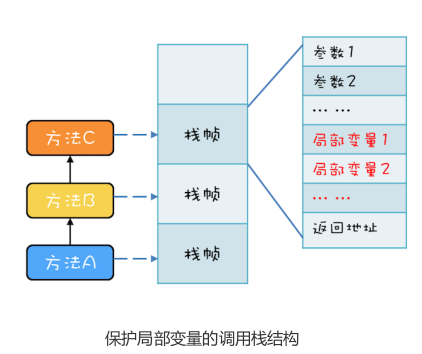 方法C
方法B
方法A
栈帧
栈帧
栈帧
参数1
参数2
... ...
局部变量1
局部变量2
... ...
返回地址
保护局部变量的调用栈结构